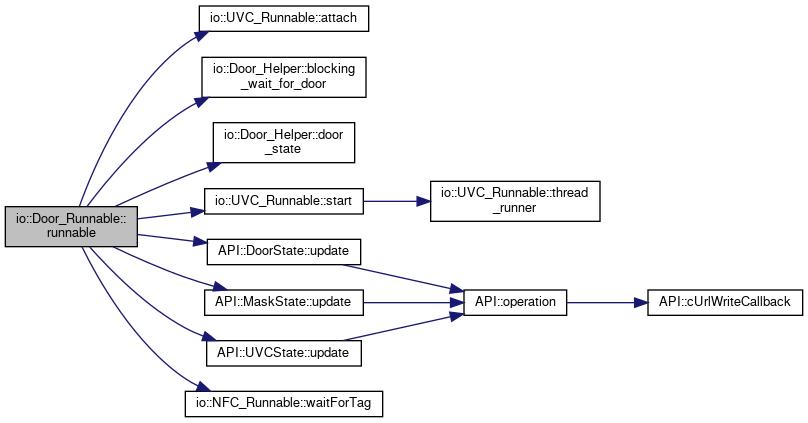 io::UVC_Runnable::attach
io::Door_Helper::blocking
_wait_for_door
io::Door_Helper::door
_state
io::Door_Runnable::
runnable
io::UVC_Runnable::start
io::UVC_Runnable::thread
_runner
API::DoorState::update
API::MaskState::update
API::operation
API::cUrlWriteCallback
API::UVCState::update
io::NFC_Runnable::waitForTag